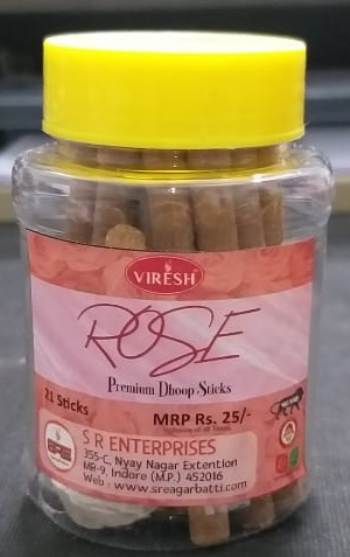 VIRESH
ROSE
Premium Dhoop Sticks
21 Sticks
MRP Rs. 25/-
S R ENTERPRISES
355-C, Nyay Nagar Extention
MR-9, Indore (M.P.) 452016
Web : www.sreagarbatti.com